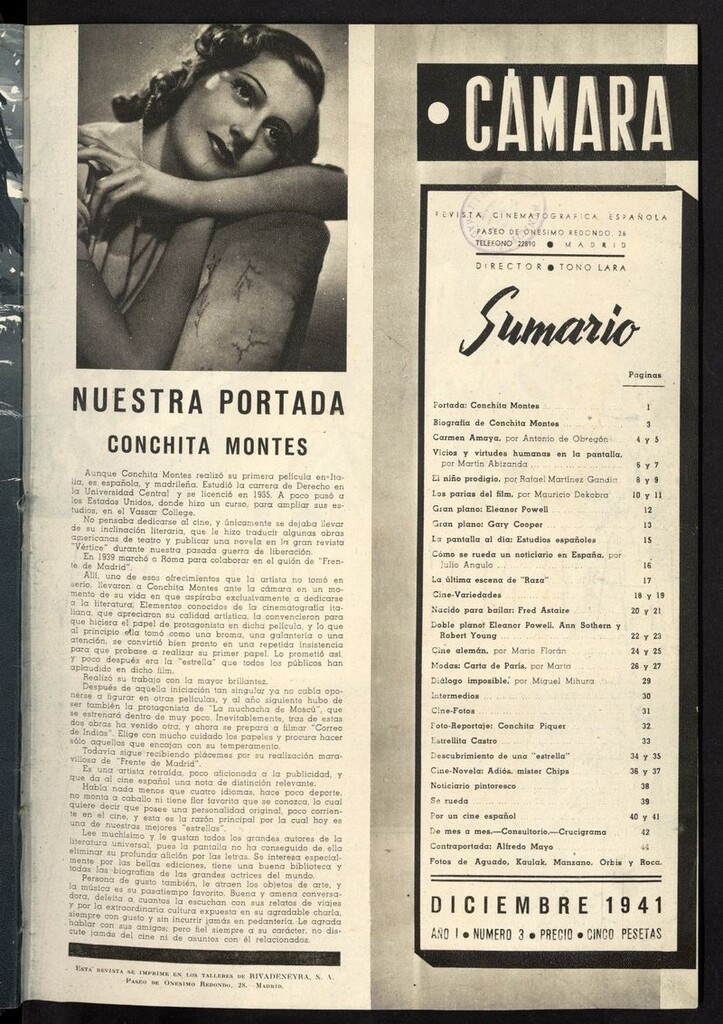 NUESTRA PORTADA
CONCHITA MONTES
Aunque Conchita Montes realizó su primera película en Ita-
lia, es española, y madrileña. Estudió la carrera de Derecho en
la Universidad Central y se licenció en 1935. A poco pasó a
los Estados Unidos, donde hizo un curso, para ampliar sus es-
tudios, en el Vassar College.
No pensaba dedicarse al cine, y únicamente se dejaba llevar
de su inclinación literaria, que le hizo traducir algunas obras
americanas de teatro y publicar una novela en la gran revista
"Vértice" durante nuestra pasada guerra de liberación.
En 1939 marchó a Roma para colaborar en el guión de "Fren-
te de Madrid".
Allí, uno de esos ofrecimientos que la artista no tomó en
serio, llevaron a Conchita Montes ante la cámara en un mo-
mento de su vida en que aspiraba exclusivamente a dedicarse
a la literatura. Elementos conocidos de la cinematografía ita-
liana, que apreciaron su calidad artística, la convencieron para
que hiciera el papel de protagonista en dicha película, y lo que
al principio ella tomó como una broma, una galantería o una
atención, se convirtió bien pronto en una repetida insistencia
para que probase a realizar su primer papel. Lo prometió así,
y poco después era la "estrella" que todos los públicos han
aplaudido en dicho film.
Realizó su trabajo con la mayor brillantez.
Después de aquella iniciación tan singular ya no cabía opo-
nerse a figurar en otras películas, y al año siguiente hubo de
ser también la protagonista de "La muchacha de Moscú", que
se estrenará dentro de muy poco. Inevitablemente, tras de estas
dos obras ha venido otra, y ahora se prepara a filmar "Correo
de Indias". Elige con mucho cuidado los papeles y procura hacer
sólo aquellos que encajan con su temperamento.
Todavía sigue recibiendo plácemes por su realización mara-
villosa de "Frente de Madrid".
Es una artista retraída, poco aficionada a la publicidad, y
que da al cine español una nota de distinción relevante.
Habla nada menos que cuatro idiomas, hace poco deporte,
no monta a caballo ni tiene flor favorita que se conozca, lo cual
quiere decir que posee una personalidad original, poco corrien-
te en el cine, y esta es la razón principal por la cual hoy es
una de nuestras mejores "estrellas".
Lee muchísimo y le gustan todos los grandes autores de la
literatura universal, pues la pantalla no ha conseguido de ella
eliminar su profunda afición por las letras. Se interesa especial-
mente por las bellas ediciones, tiene una buena biblioteca y
todas las biografías de las grandes actrices del mundo.
Persona de gusto también, le atraen los objetos de arte, y
la música es su pasatiempo favorito. Buena y amena conversa-
dora, deleita a cuantos la escuchan con sus relatos de viajes
y por la extraordinaria cultura expuesta en su agradable charla,
siempre con gusto y sin incurrir jamás en pedantería. Le agrada
hablar con sus amigos; pero fiel siempre a su carácter, no dis-
cute jamás del cine ni de asuntos con él relacionados.
ESTA REVISTA SE IMPRIME EN LOS TALLERES DE RIVADENEYRA, S. A.
PASEO DE ONESIMO REDONDO, 28.—MADRID.
• CÁMARA
REVISTA CINEMATOGRAFICA ESPAÑOLA
PASEO DE ONESIMO REDONDO, 26
TELEFONO 22890 • MADRID
DIRECTOR • TONO LARA
Sumario
Paginas
Portada: Conchita Montes 1
Biografía de Conchita Montes 3
Carmen Amaya, por Antonio de Obregón 4 y 5
Vicios y virtudes humanas en la pantalla,
por Martín Abizanda 6 y 7
El niño prodigio, por Rafael Martínez Gandía 8 y 9
Los parias del film, por Mauricio Dekobra 10 y 11
Gran plano: Eleanor Powell 12
Gran plano: Gary Cooper 13
La pantalla al día: Estudios españoles 15
Cómo se rueda un noticiario en España, por
Julio Angulo 16
La última escena de "Raza" 17
Cine-Variedades 18 y 19
Nacido para bailar: Fred Astaire 20 y 21
Doble plano: Eleanor Powell, Ann Sothern y
Robert Young 22 y 23
Cine alemán, por Mario Florán 24 y 25
Modas: Carta de París, por Marta 26 y 27
Diálogo imposible, por Miguel Mihura 29
Intermedios 30
Cine-Fotos 31
Foto-Reportaje: Conchita Piquer 32
Estrellita Castro 33
Descubrimiento de una "estrella" 34 y 35
Cine-Novela: Adiós, mister Chips 36 y 37
Noticiario pintoresco 38
Se rueda 39
Por un cine español 40 y 41
De mes a mes.—Consultorio.—Crucigrama 42
Contraportada: Alfredo Mayo 44
Fotos de Aguado, Kaulak, Manzano, Orbis y Roca.
DICIEMBRE 1941
AÑO I • NUMERO 3 • PRECIO • CINCO PESETAS